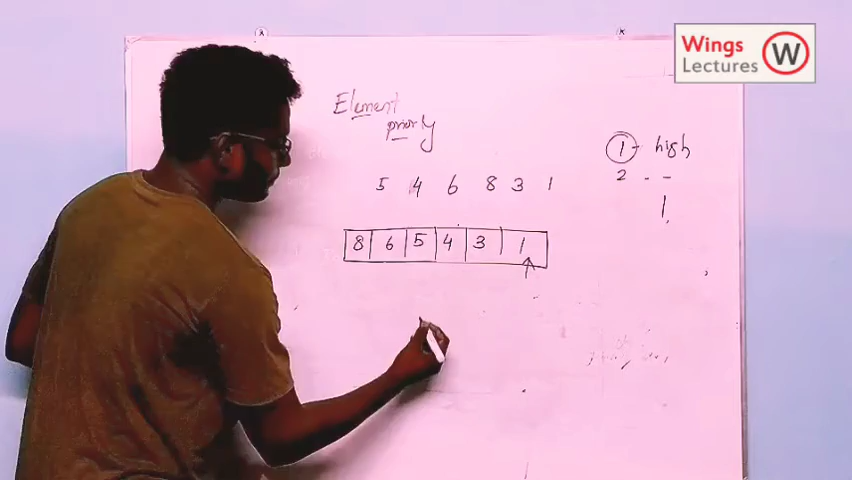 Wings
Lectures
W
Element
priority
1 - high
2 - -
5 4 6 8 3 1
1
8 6 5 4 3 1